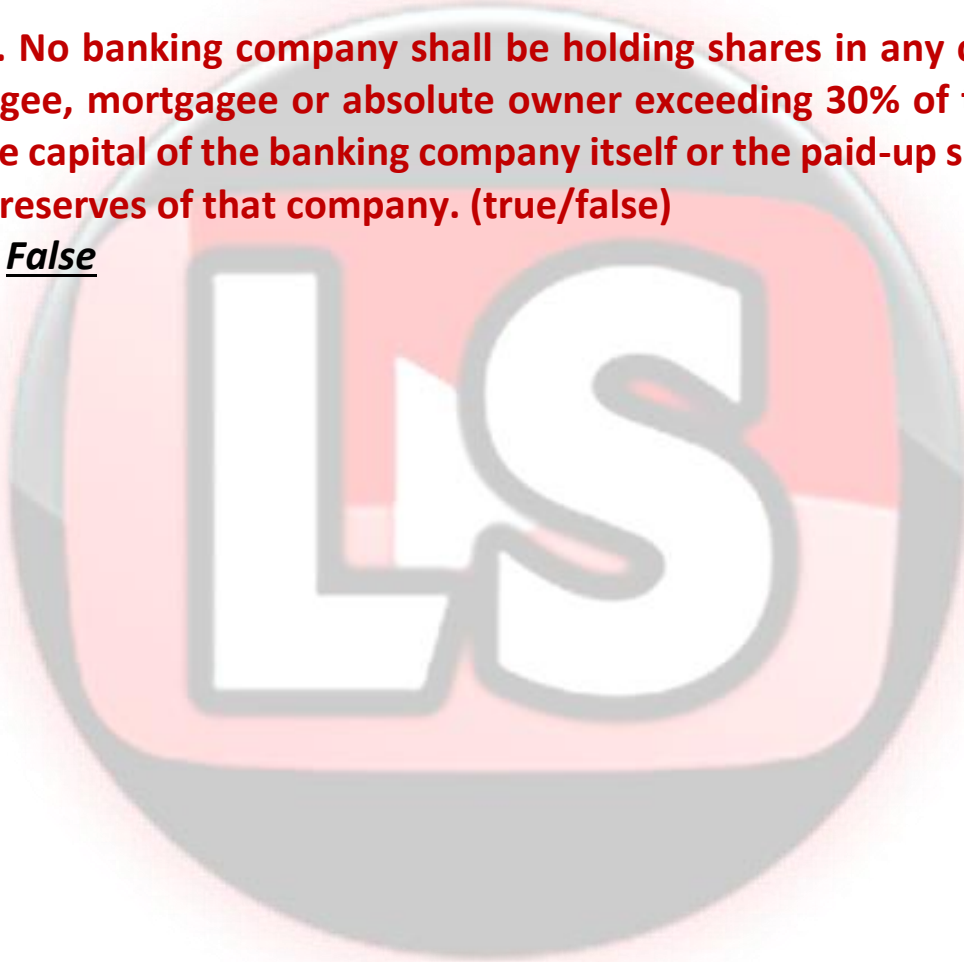 . No banking company shall be holding shares in any
gee, mortgagee or absolute owner exceeding 30% of
e capital of the banking company itself or the paid-up s
reserves of that company. (true/false)
False
LS